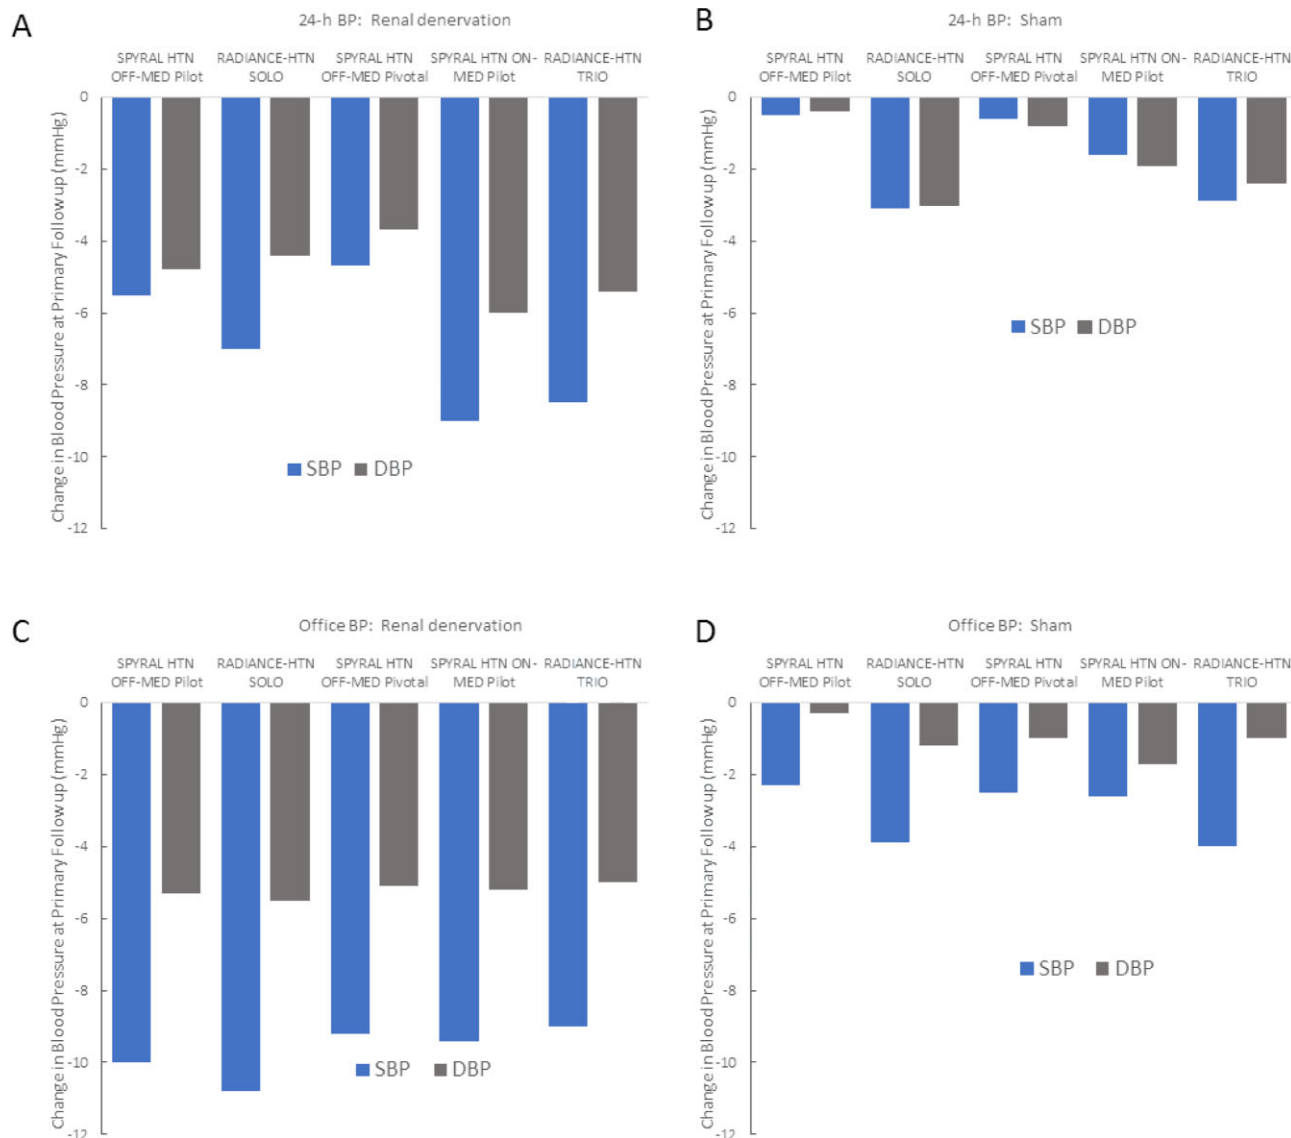 A
24-h BP: Renal denervation
SPYRAL HTN
OFF-MED Pilot
RADIANCE-HTN
SOLO
SPYRAL HTN
OFF-MED Pivotal
SPYRAL HTN ON-
MED Pilot
RADIANCE-HTN
TRIO
Change in Blood Pressure at Primary Follow up (mmHg)
0
-2
-4
-6
-8
-10
-12
SBP
DBP
B
24-h BP: Sham
SPYRAL HTN
OFF-MED Pilot
RADIANCE-HTN
SOLO
SPYRAL HTN
OFF-MED Pivotal
SPYRAL HTN ON-
MED Pilot
RADIANCE-HTN
TRIO
Change in Blood Pressure at Primary Follow up (mmHg)
0
-2
-4
-6
-8
-10
-12
SBP
DBP
C
Office BP: Renal denervation
SPYRAL HTN
OFF-MED Pilot
RADIANCE-HTN
SOLO
SPYRAL HTN
OFF-MED Pivotal
SPYRAL HTN ON-
MED Pilot
RADIANCE-HTN
TRIO
Change in Blood Pressure at Primary Follow up (mmHg)
0
-2
-4
-6
-8
-10
-12
SBP
DBP
D
Office BP: Sham
SPYRAL HTN
OFF-MED Pilot
RADIANCE-HTN
SOLO
SPYRAL HTN
OFF-MED Pivotal
SPYRAL HTN ON-
MED Pilot
RADIANCE-HTN
TRIO
Change in Blood Pressure at Primary Follow up (mmHg)
0
-2
-4
-6
-8
-10
-12
SBP
DBP